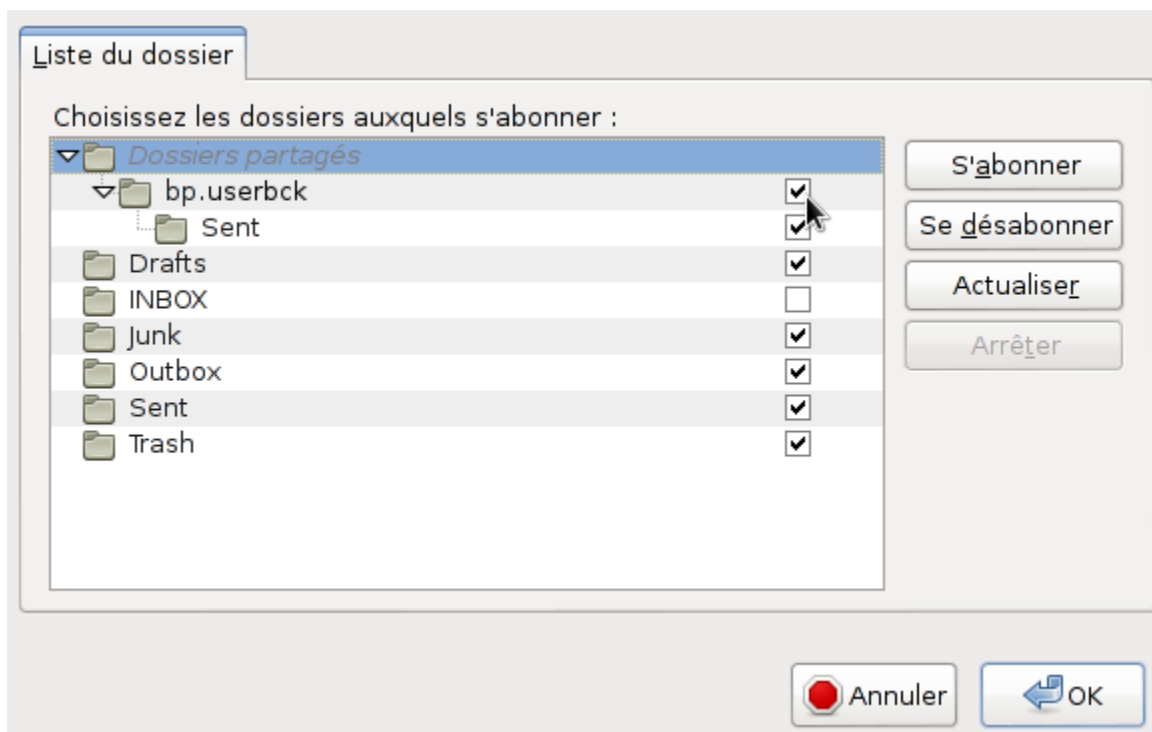 Liste du dossier
Choisissez les dossiers auxquels s'abonner :
Dossiers partagés
S'abonner
bp.userbck
Sent
Se désabonner
Drafts
INBOX
Actualiser
Junk
Arrêter
Outbox
Sent
Trash
Annuler
OK